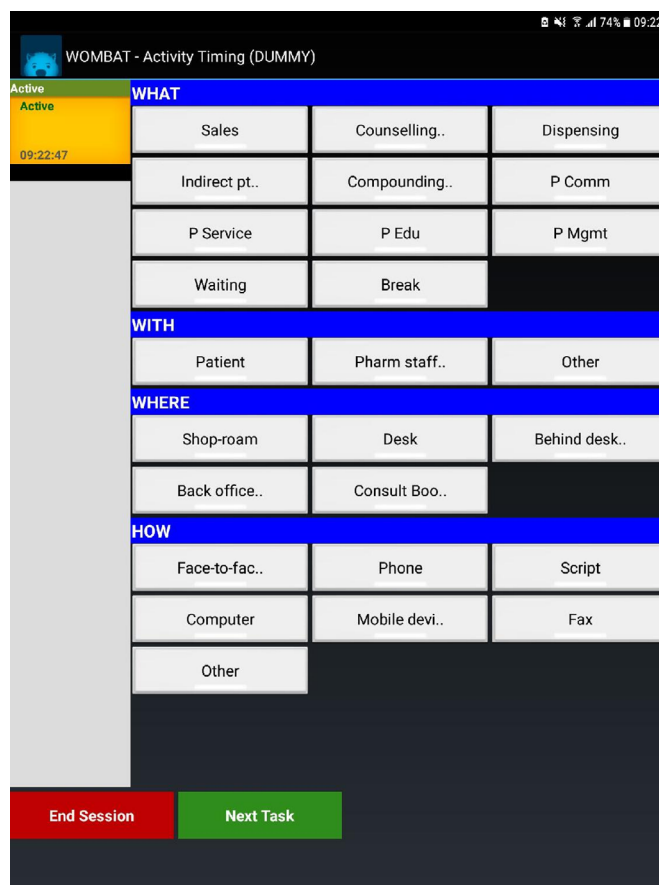 74% 09:22
WOMBAT - Activity Timing (DUMMY)
Active
Active
09:22:47
WHAT
Sales Counselling.. Dispensing
Indirect pt.. Compounding.. P Comm
P Service P Edu P Mgmt
Waiting Break
WITH
Patient Pharm staff.. Other
WHERE
Shop-roam Desk Behind desk..
Back office.. Consult Boo..
HOW
Face-to-fac.. Phone Script
Computer Mobile devi.. Fax
Other
End Session Next Task